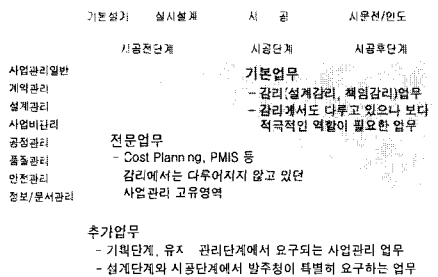 기본설계 실시설계 시 공 시운전/인도
시공전단계 시공단계 시공후단계
사업관리일반
계약관리
설계관리
사업비관리
공정관리
품질관리
안전관리
정보/문서관리
기본업무
- 감리(설계감리, 책임감리)업무
- 감리에서도 다루고 있으나 보다
적극적인 역할이 필요한 업무
전문업무
- Cost Planning, PMIS 등
감리에서는 다루어지지 않고 있던
사업관리 고유영역
추가업무
- 기획단계, 유지 관리단계에서 요구되는 사업관리 업무
- 설계단계와 시공단계에서 발주청이 특별히 요구하는 업무